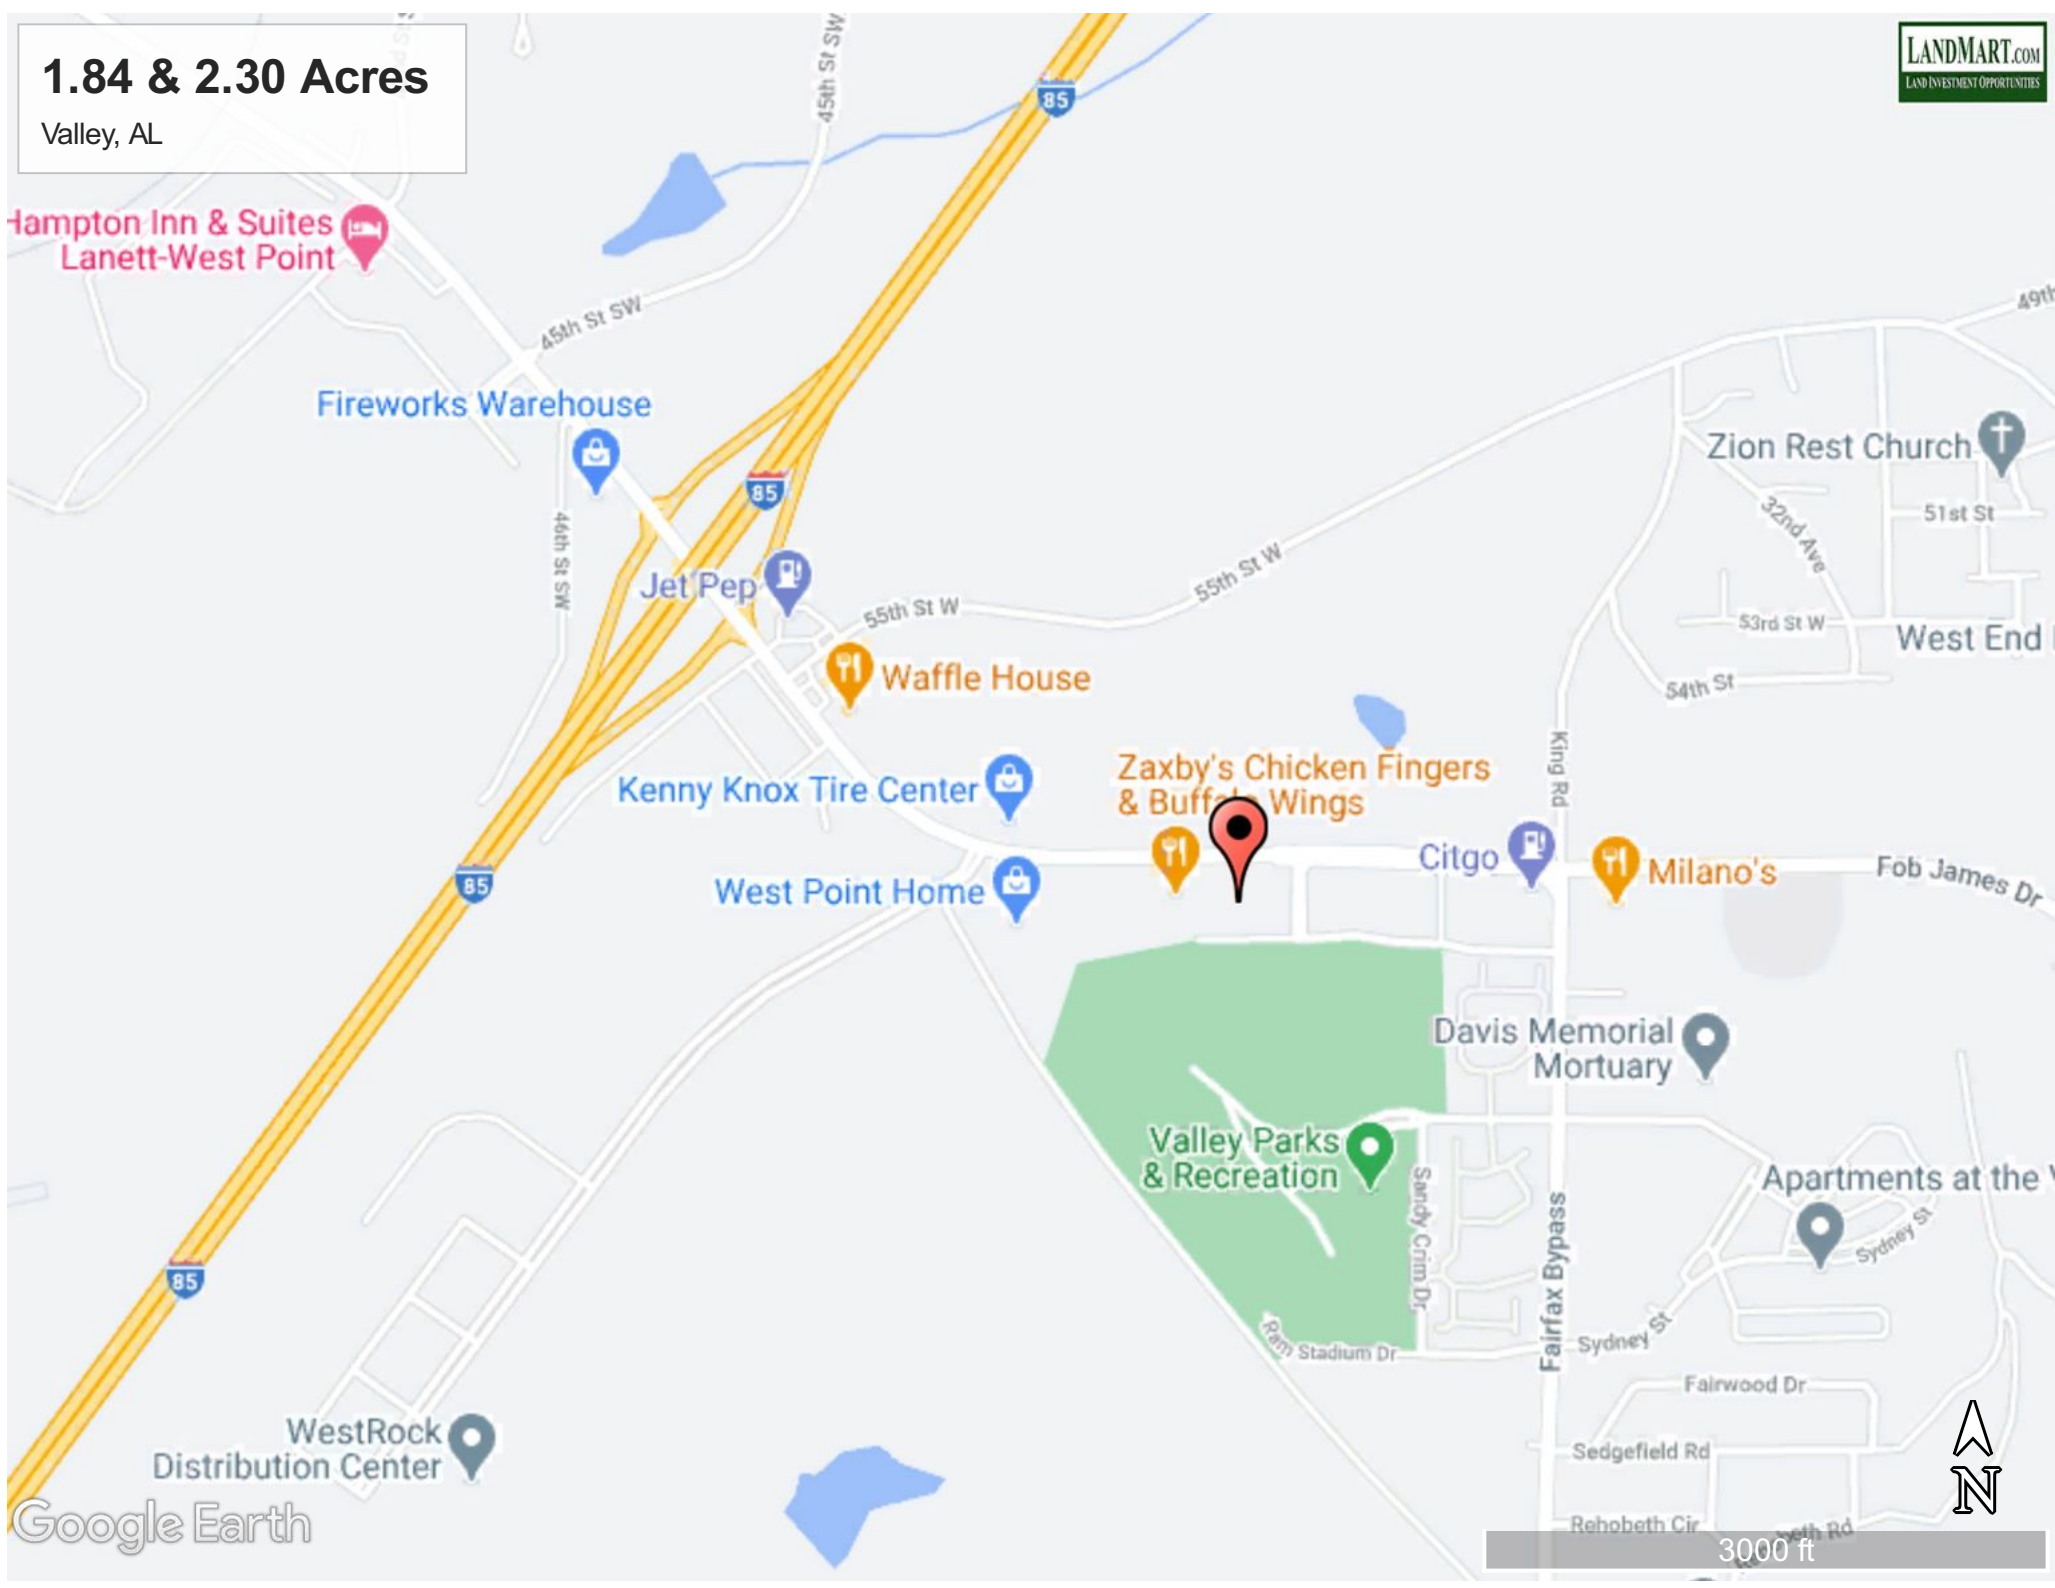 1.84 & 2.30 Acres
Valley, AL
LANDMART.COM
LAND INVESTMENT OPPORTUNITIES
45th St SW
85
Hampton Inn & Suites
Lanett-West Point
45th St SW
49th
Fireworks Warehouse
Zion Rest Church
85
32nd Ave
51st St
46th St SW
Jet Pep
55th St W
55th St W
53rd St W
West End
Waffle House
54th St
King Rd
Kenny Knox Tire Center
Zaxby's Chicken Fingers
& Buffalo Wings
Citgo
Milano's
Fob James Dr
85
West Point Home
Davis Memorial
Mortuary
Valley Parks
& Recreation
Sandy Crim Dr
Apartments at the
Sydney St
Fairfax Bypass
85
Ram Stadium Dr
Sydney St
Fairwood Dr
WestRock
Distribution Center
Sedgefield Rd
N
Google Earth
Rehobeth Cir
Rd
3000 ft